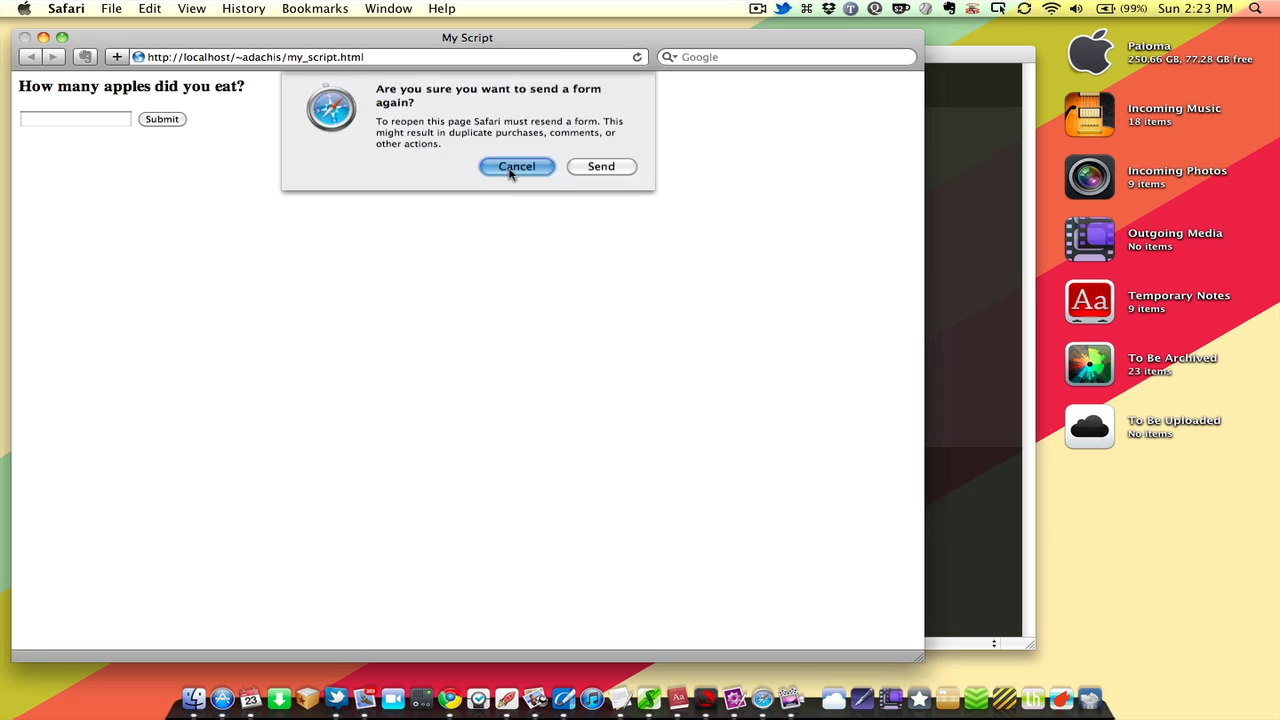 Safari File Edit View History Bookmarks Window Help
(99%) Sun 2:23 PM
My Script
http://localhost/~adachis/my_script.html
Google
How many apples did you eat?
Submit
Are you sure you want to send a form
again?
To reopen this page Safari must resend a form. This
might result in duplicate purchases, comments, or
other actions.
Cancel Send
Paloma
250.66 GB, 77.28 GB free
Incoming Music
18 items
Incoming Photos
9 items
Outgoing Media
No items
Aa
Temporary Notes
9 items
To Be Archived
23 items
To Be Uploaded
No items